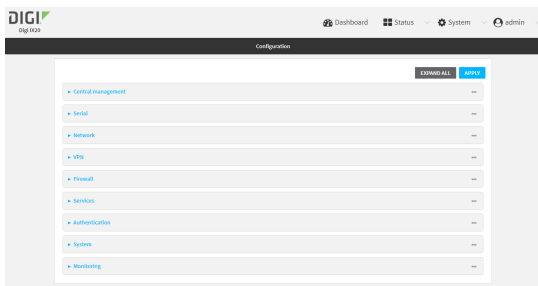 DIGI
Digi IX20
Dashboard Status System admin
Configuration
EXPAND ALL APPLY
Central management
Serial
Network
VPN
Firewall
Services
Authentication
System
Monitoring